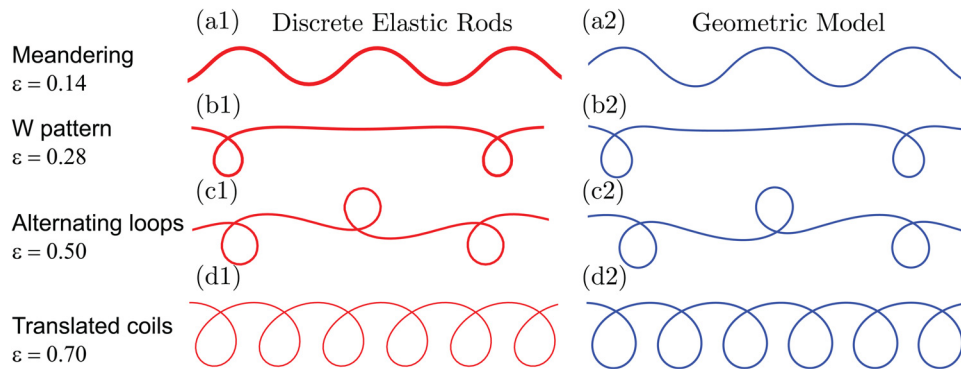 (a1) Discrete Elastic Rods (a2) Geometric Model
Meandering
ε = 0.14
(b1) (b2)
W pattern
ε = 0.28
(c1) (c2)
Alternating loops
ε = 0.50
(d1) (d2)
Translated coils
ε = 0.70